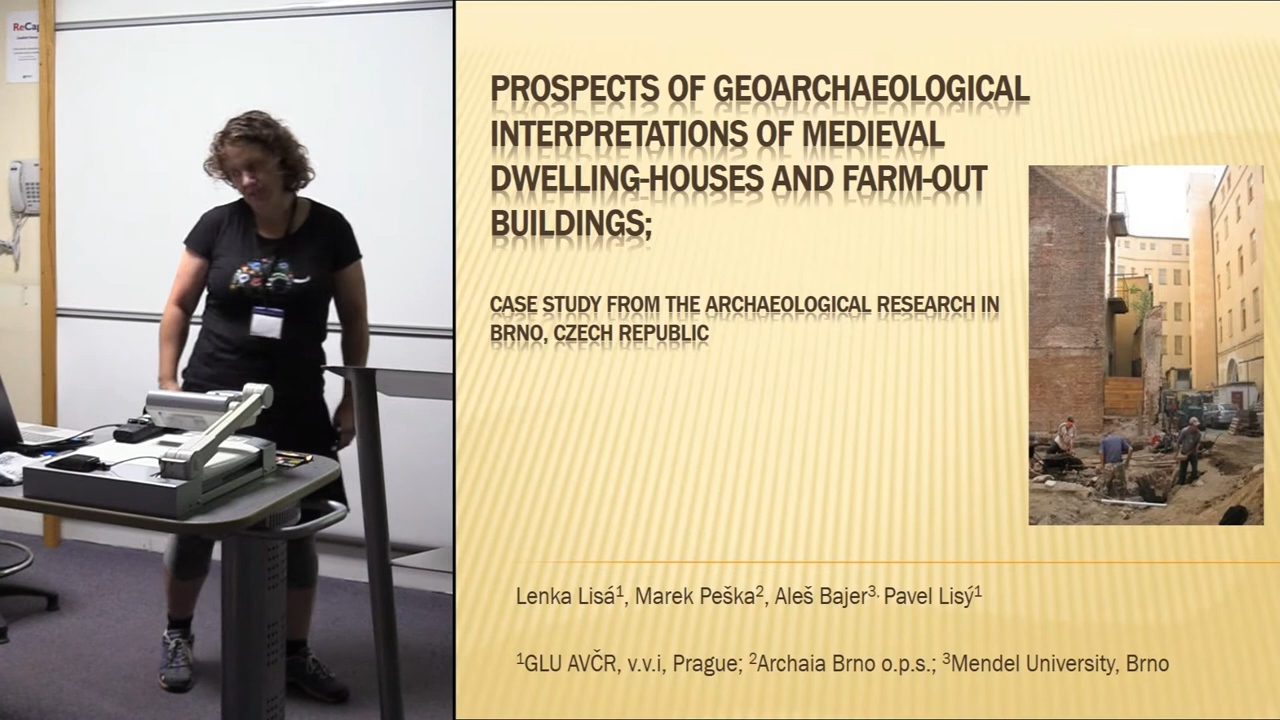 ReCap
PROSPECTS OF GEOARCHAEOLOGICAL
INTERPRETATIONS OF MEDIEVAL
DWELLING-HOUSES AND FARM-OUT
BUILDINGS;
CASE STUDY FROM THE ARCHAEOLOGICAL RESEARCH IN
BRNO, CZECH REPUBLIC
Lenka Lisá¹, Marek Peška², Aleš Bajer³· Pavel Lisý¹
¹GLU AVČR, v.v.i, Prague; ²Archaia Brno o.p.s.; ³Mendel University, Brno